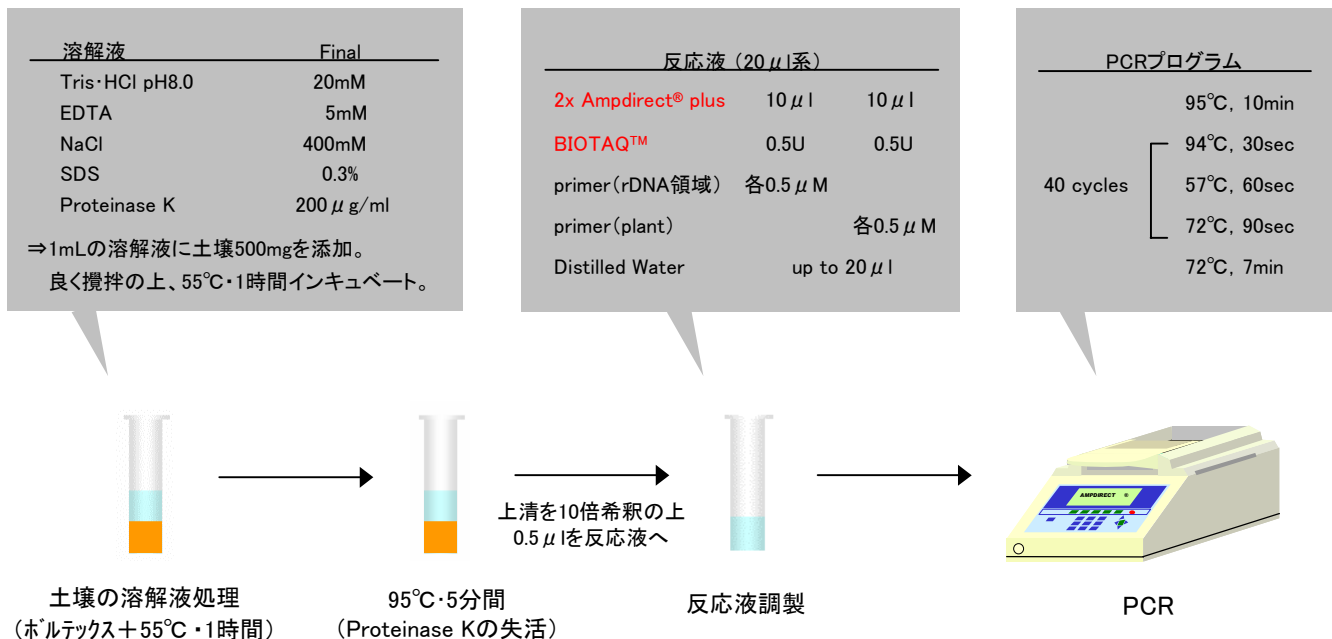 溶解液 Final
Tris・HCl pH8.0 20mM
EDTA 5mM
NaCl 400mM
SDS 0.3%
Proteinase K 200μg/ml
⇒1mLの溶解液に土壌500mgを添加。
良く攪拌の上、55℃・1時間インキュベート。
反応液（20μl系）
2x Ampdirect® plus 10μl 10μl
BIOTAQ™ 0.5U 0.5U
primer（rDNA領域） 各0.5μM
primer（plant） 各0.5μM
Distilled Water up to 20μl
PCRプログラム
95℃, 10min
94℃, 30sec
40 cycles 57℃, 60sec
72℃, 90sec
72℃, 7min
上清を10倍希釈の上
0.5μlを反応液へ
AMPDIRECT ®
土壌の溶解液処理
（ボルテックス＋55℃・1時間）
95℃・5分間
（Proteinase Kの失活）
反応液調製
PCR